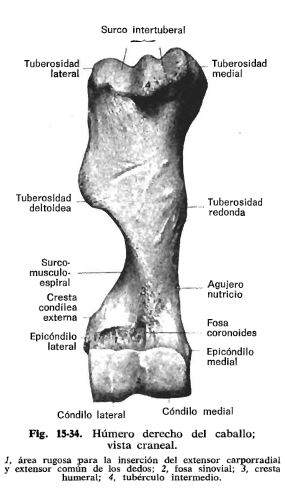 Surco intertuberal
Tuberosidad
lateral
Tuberosidad
medial
Tuberosidad
deltoidea
Tuberosidad
redonda
Surco-
musculo-
espiral
Cresta
condílea
externa
Agujero
nutricio
Epicóndilo
lateral
Fosa
coronoides
Epicóndilo
medial
Cóndilo lateral
Cóndilo medial
Fig. 15-34. Húmero derecho del caballo;
vista craneal.
1, área rugosa para la inserción del extensor carporradial
y extensor común de los dedos; 2, fosa sinovial; 3, cresta
humeral; 4, tubérculo intermedio.